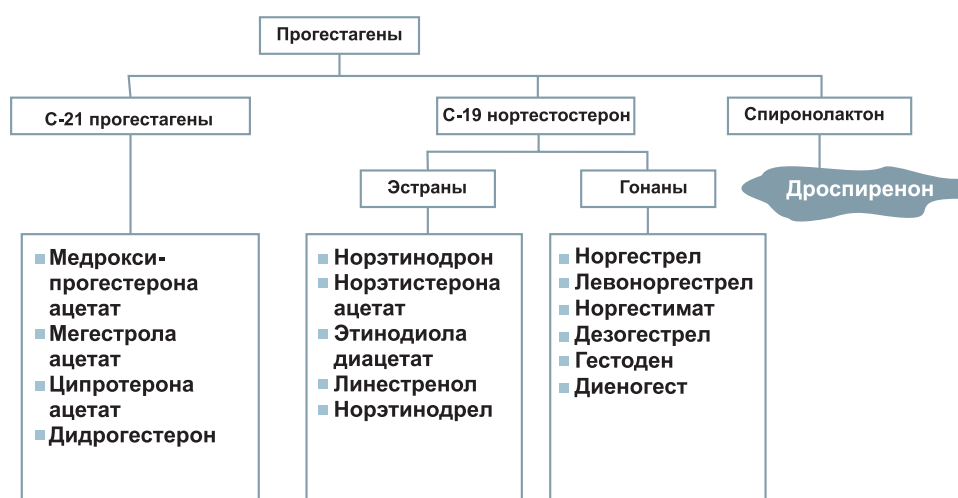 Прогестагены
С-21 прогестагены
С-19 нортестостерон
Спиронолактон
Эстраны
Гонаны
Дроспиренон
Медрокси-
прогестерона
ацетат
Мегестрола
ацетат
Ципротерона
ацетат
Дидрогестерон
Норэтинодрон
Норэтистерона
ацетат
Этинодиола
диацетат
Линестренол
Норэтинодрел
Норгестрел
Левоноргестрел
Норгестимат
Дезогестрел
Гестоден
Диеногест